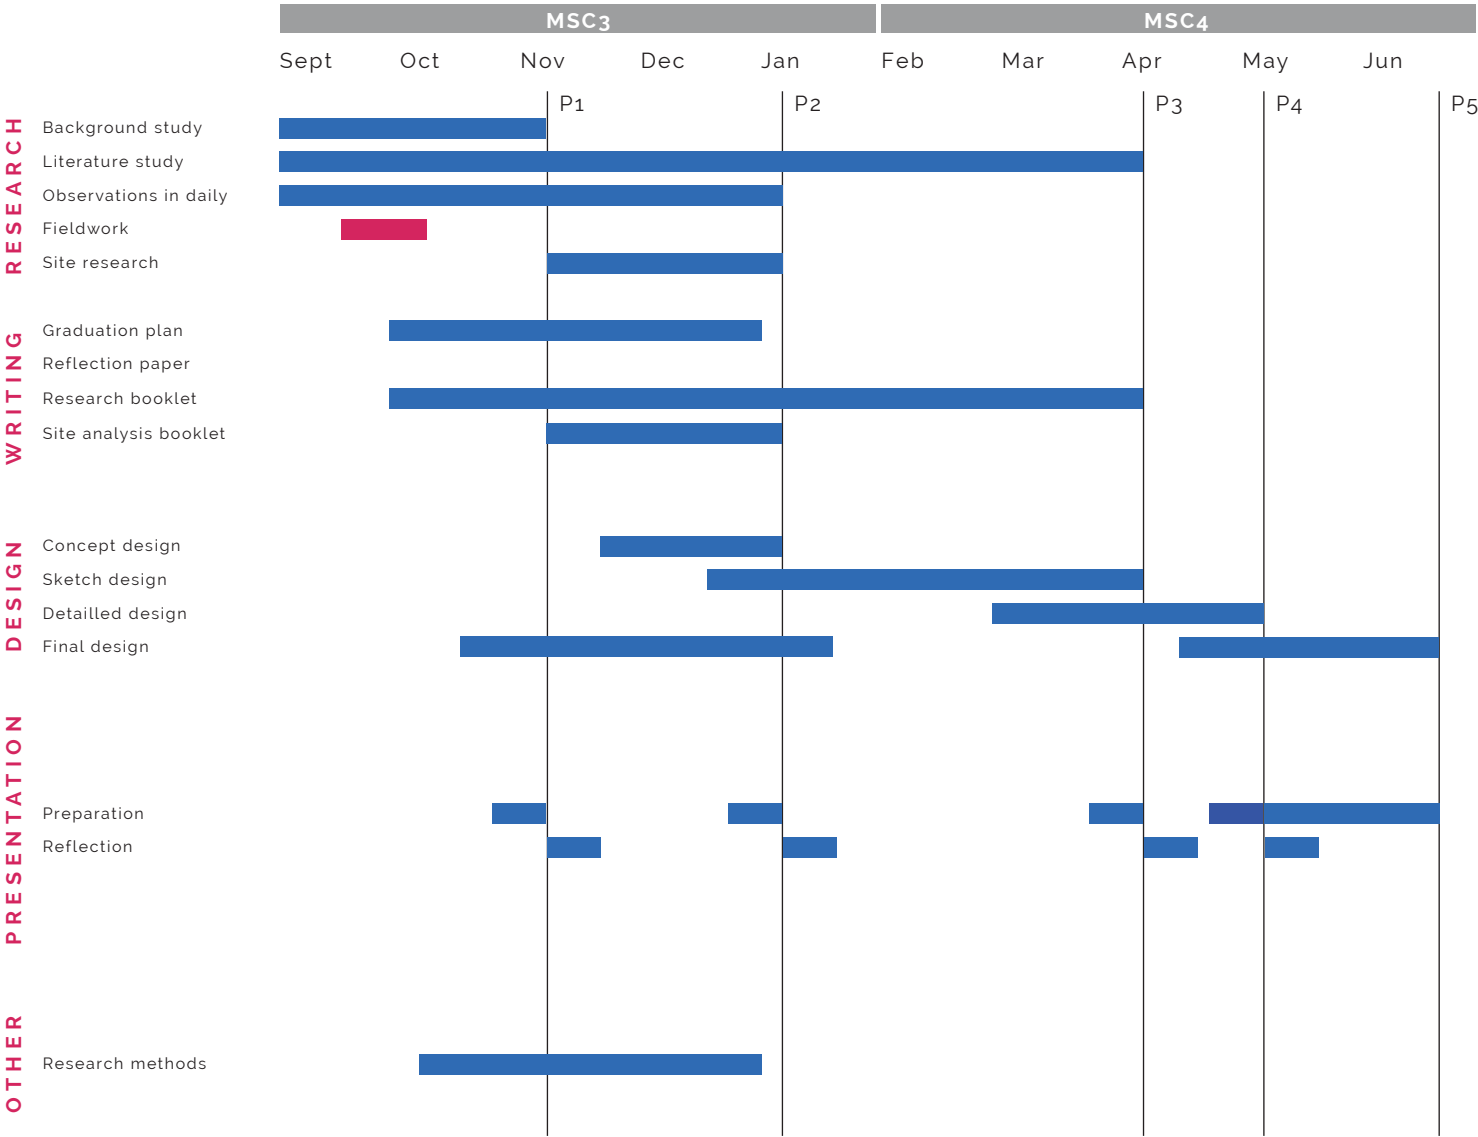 MSC3 MSC4
Sept Oct Nov Dec Jan Feb Mar Apr May Jun
P1 P2 P3 P4 P5
RESEARCH
Background study
Literature study
Observations in daily
Fieldwork
Site research
WRITING
Graduation plan
Reflection paper
Research booklet
Site analysis booklet
DESIGN
Concept design
Sketch design
Detailled design
Final design
PRESENTATION
Preparation
Reflection
OTHER
Research methods